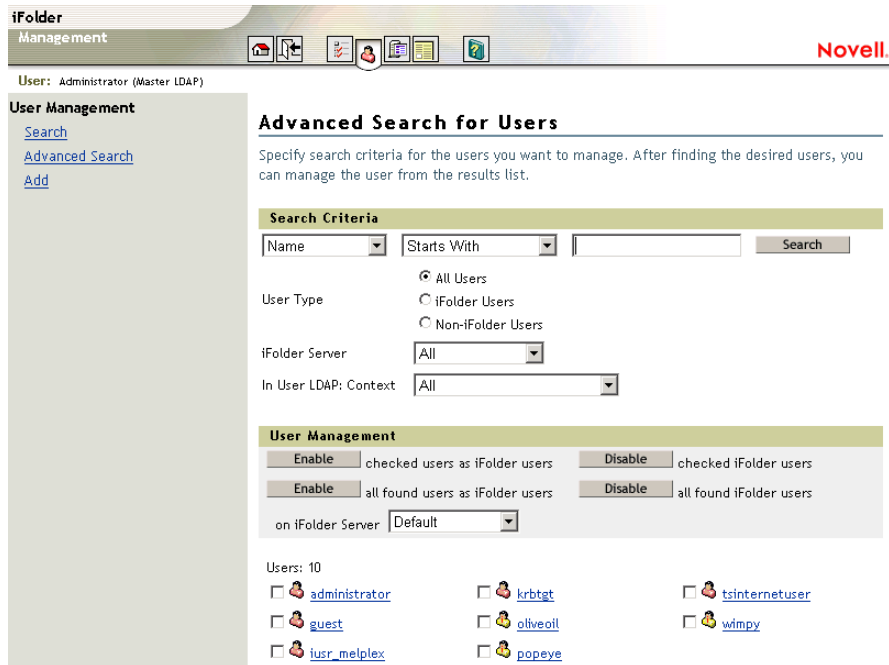 iFolder
Management
Novell.
User: Administrator (Master LDAP)
User Management
Search
Advanced Search
Add
Advanced Search for Users
Specify search criteria for the users you want to manage. After finding the desired users, you
can manage the user from the results list.
Search Criteria
Name Starts With Search
All Users
User Type iFolder Users
Non-iFolder Users
iFolder Server All
In User LDAP: Context All
User Management
Enable checked users as iFolder users Disable checked iFolder users
Enable all found users as iFolder users Disable all found iFolder users
on iFolder Server Default
Users: 10
administrator krbtgt tsinternetuser
guest oliveoil wimpy
iusr_melplex popeye